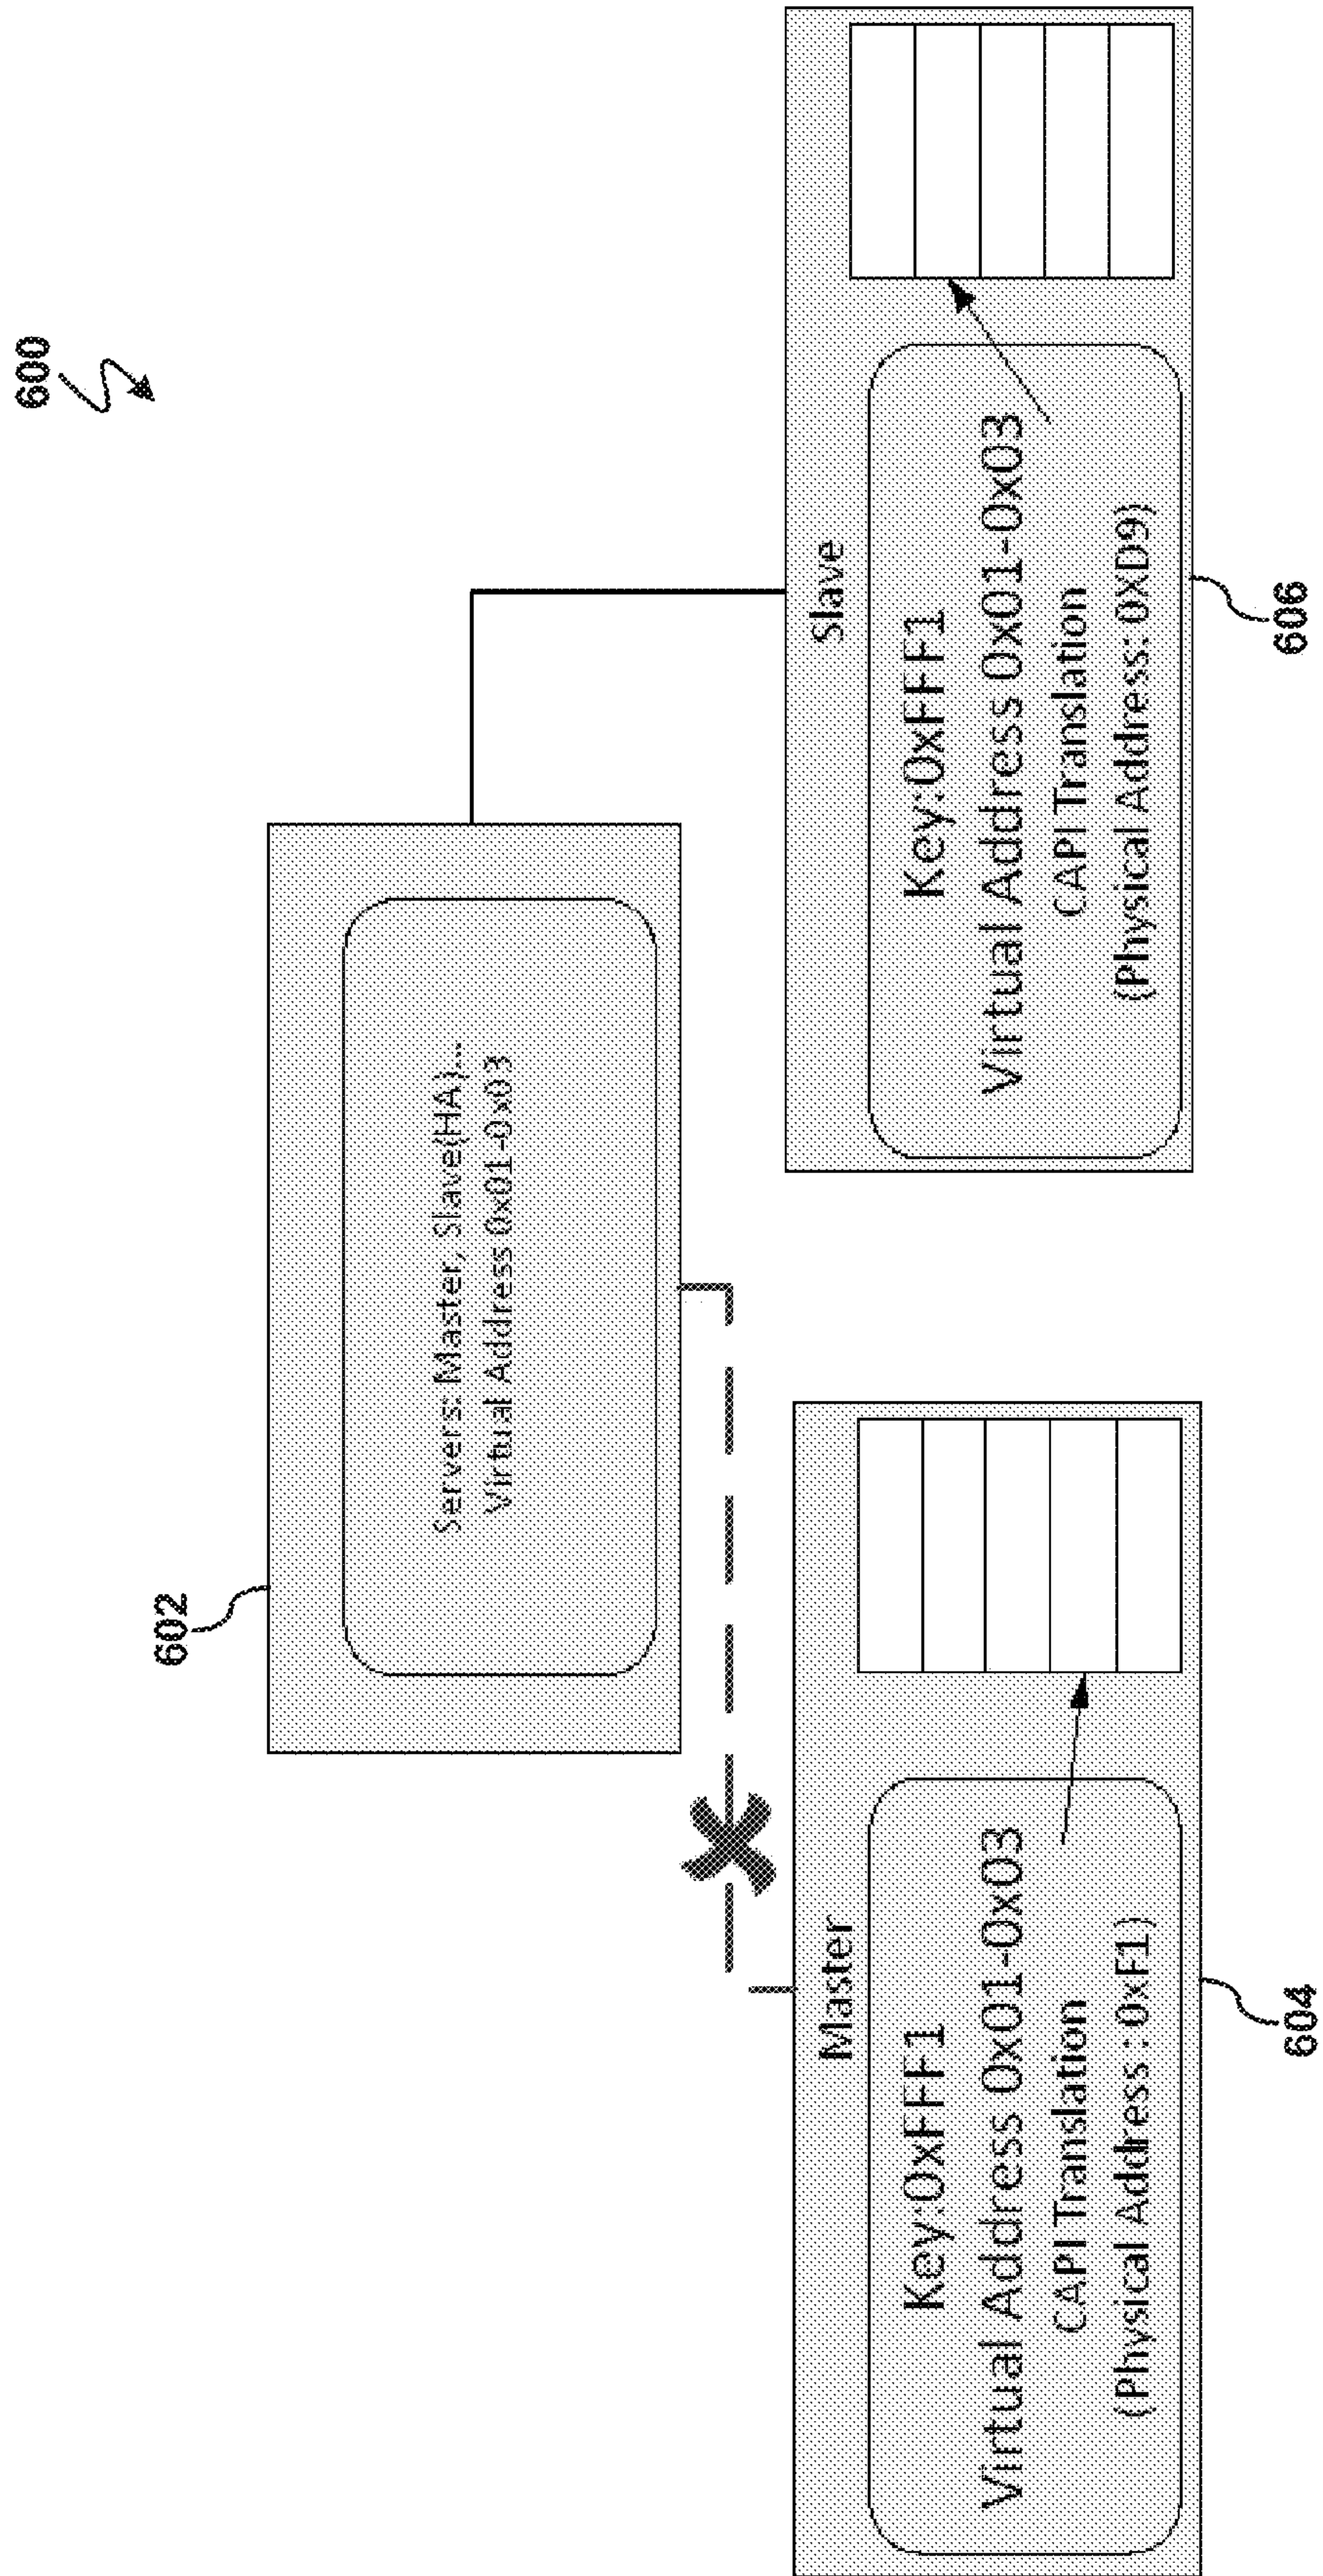 600
602
Servers: Master, Slave(HA)...
Virtual Address 0x01-0x03
Master
Key:0xFFF1
Virtual Address 0x01-0x03
CAPI Translation
(Physical Address : 0xF1)
604
Slave
Key:0xFFF1
Virtual Address 0x01-0x03
CAPI Translation
(Physical Address: 0XD9)
606